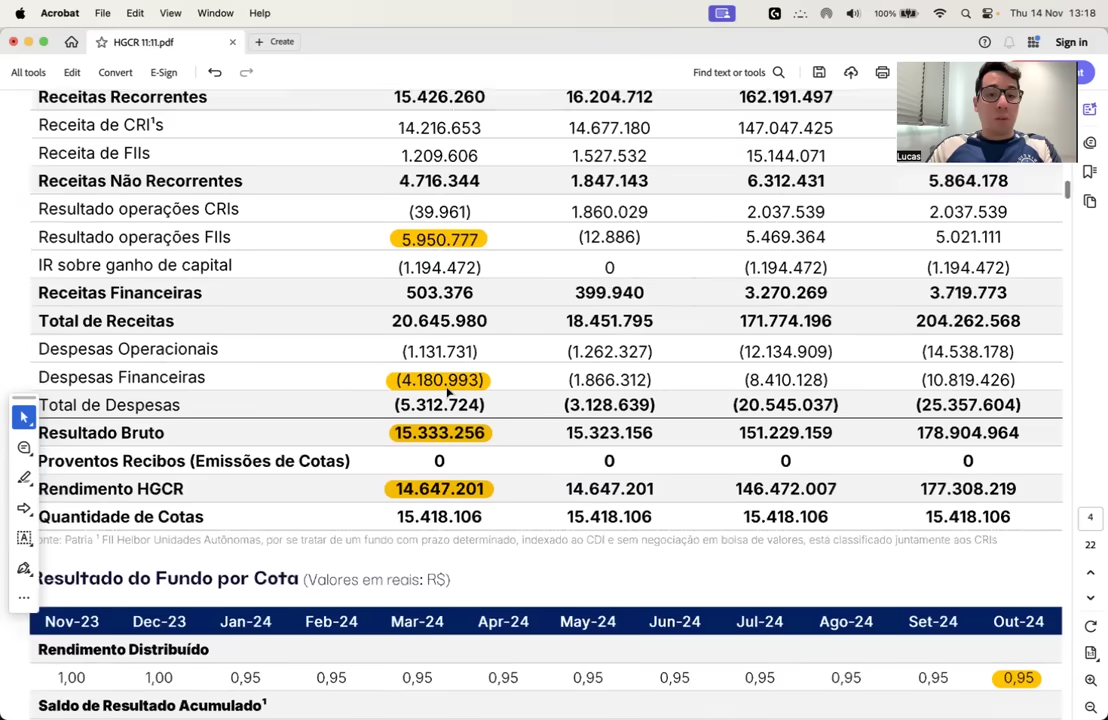 Acrobat File Edit View Window Help 100% Thu 14 Nov 13:18
HGCR 11:11.pdf × + Create Sign in
All tools Edit Convert E-Sign Find text or tools
Lucas
Receitas Recorrentes 15.426.260 16.204.712 162.191.497
Receita de CRI¹s 14.216.653 14.677.180 147.047.425
Receita de FIIs 1.209.606 1.527.532 15.144.071
Receitas Não Recorrentes 4.716.344 1.847.143 6.312.431 5.864.178
Resultado operações CRIs (39.961) 1.860.029 2.037.539 2.037.539
Resultado operações FIIs 5.950.777 (12.886) 5.469.364 5.021.111
IR sobre ganho de capital (1.194.472) 0 (1.194.472) (1.194.472)
Receitas Financeiras 503.376 399.940 3.270.269 3.719.773
Total de Receitas 20.645.980 18.451.795 171.774.196 204.262.568
Despesas Operacionais (1.131.731) (1.262.327) (12.134.909) (14.538.178)
Despesas Financeiras (4.180.993) (1.866.312) (8.410.128) (10.819.426)
Total de Despesas (5.312.724) (3.128.639) (20.545.037) (25.357.604)
Resultado Bruto 15.333.256 15.323.156 151.229.159 178.904.964
Proventos Recibos (Emissões de Cotas) 0 0 0 0
Rendimento HGCR 14.647.201 14.647.201 146.472.007 177.308.219
Quantidade de Cotas 15.418.106 15.418.106 15.418.106 15.418.106
onte: Patria ¹ FII Helbor Unidades Autônomas, por se tratar de um fundo com prazo determinado, indexado ao CDI e sem negociação em bolsa de valores, está classificado juntamente aos CRIs
4
22
Resultado do Fundo por Cota (Valores em reais: R$)
Nov-23 Dec-23 Jan-24 Feb-24 Mar-24 Apr-24 May-24 Jun-24 Jul-24 Ago-24 Set-24 Out-24
Rendimento Distribuído
1,00 1,00 0,95 0,95 0,95 0,95 0,95 0,95 0,95 0,95 0,95 0,95
Saldo de Resultado Acumulado¹